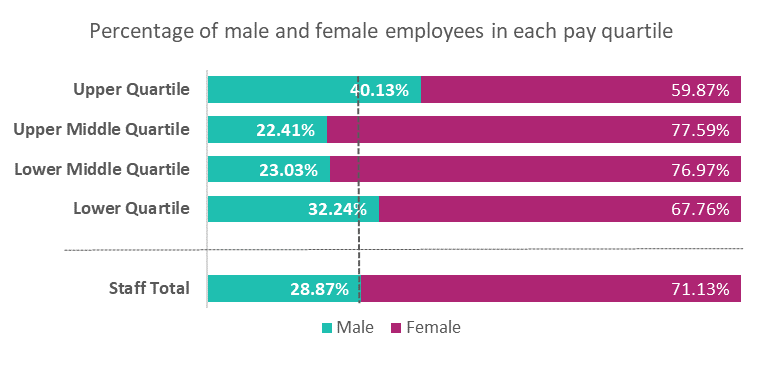 Percentage of male and female employees in each pay quartile
Upper Quartile 40.13% 59.87%
Upper Middle Quartile 22.41% 77.59%
Lower Middle Quartile 23.03% 76.97%
Lower Quartile 32.24% 67.76%
Staff Total 28.87% 71.13%
Male Female